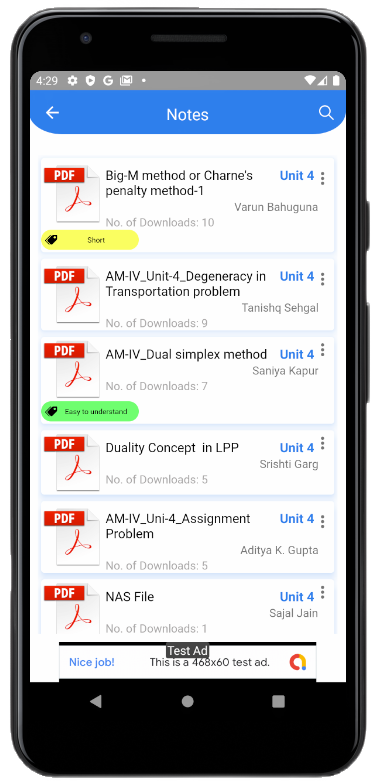 4:29
Notes
PDF
Big-M method or Charne's
penalty method-1
Unit 4
Varun Bahuguna
No. of Downloads: 10
Short
PDF
AM-IV_Unit-4_Degeneracy in
Transportation problem
Unit 4
Tanishq Sehgal
No. of Downloads: 9
PDF
AM-IV_Dual simplex method
Unit 4
Saniya Kapur
No. of Downloads: 7
Easy to understand
PDF
Duality Concept in LPP
Unit 4
Srishti Garg
No. of Downloads: 5
PDF
AM-IV_Uni-4_Assignment
Problem
Unit 4
Aditya K. Gupta
No. of Downloads: 5
PDF
NAS File
Unit 4
Sajal Jain
No. of Downloads: 1
Test Ad
Nice job!
This is a 468x60 test ad.